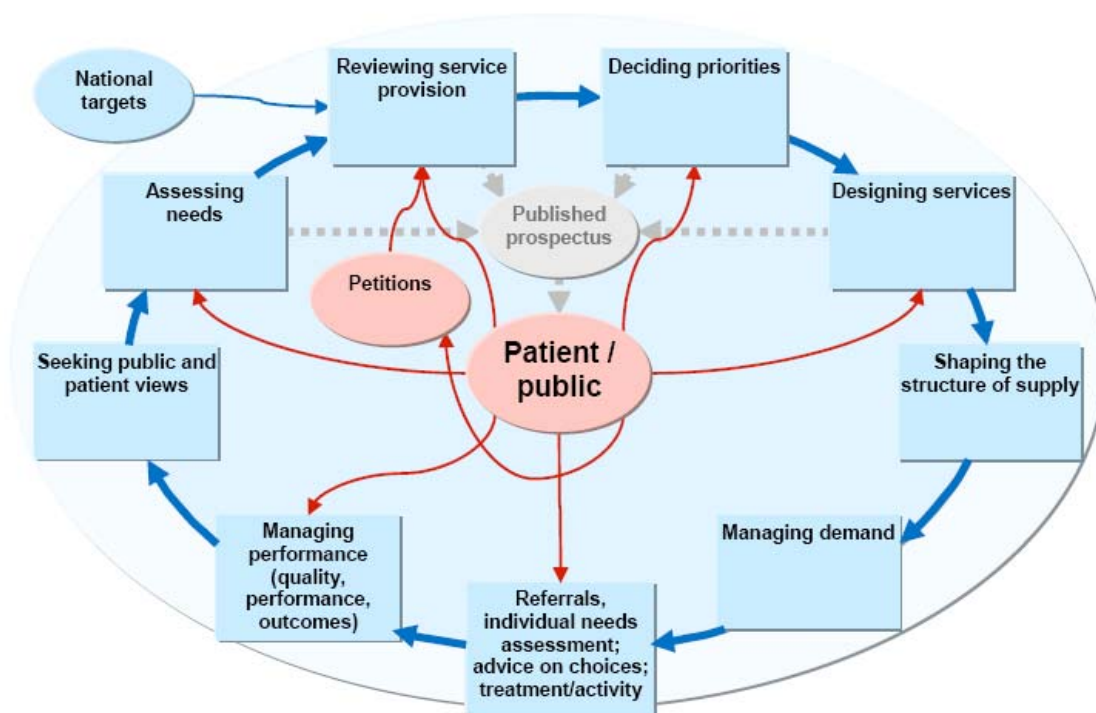 National
targets
Reviewing service
provision
Deciding priorities
Assessing
needs
Published
prospectus
Designing services
Petitions
Patient /
public
Seeking public and
patient views
Shaping the
structure of supply
Managing
performance
(quality,
performance,
outcomes)
Managing demand
Referrals,
individual needs
assessment;
advice on choices;
treatment/activity